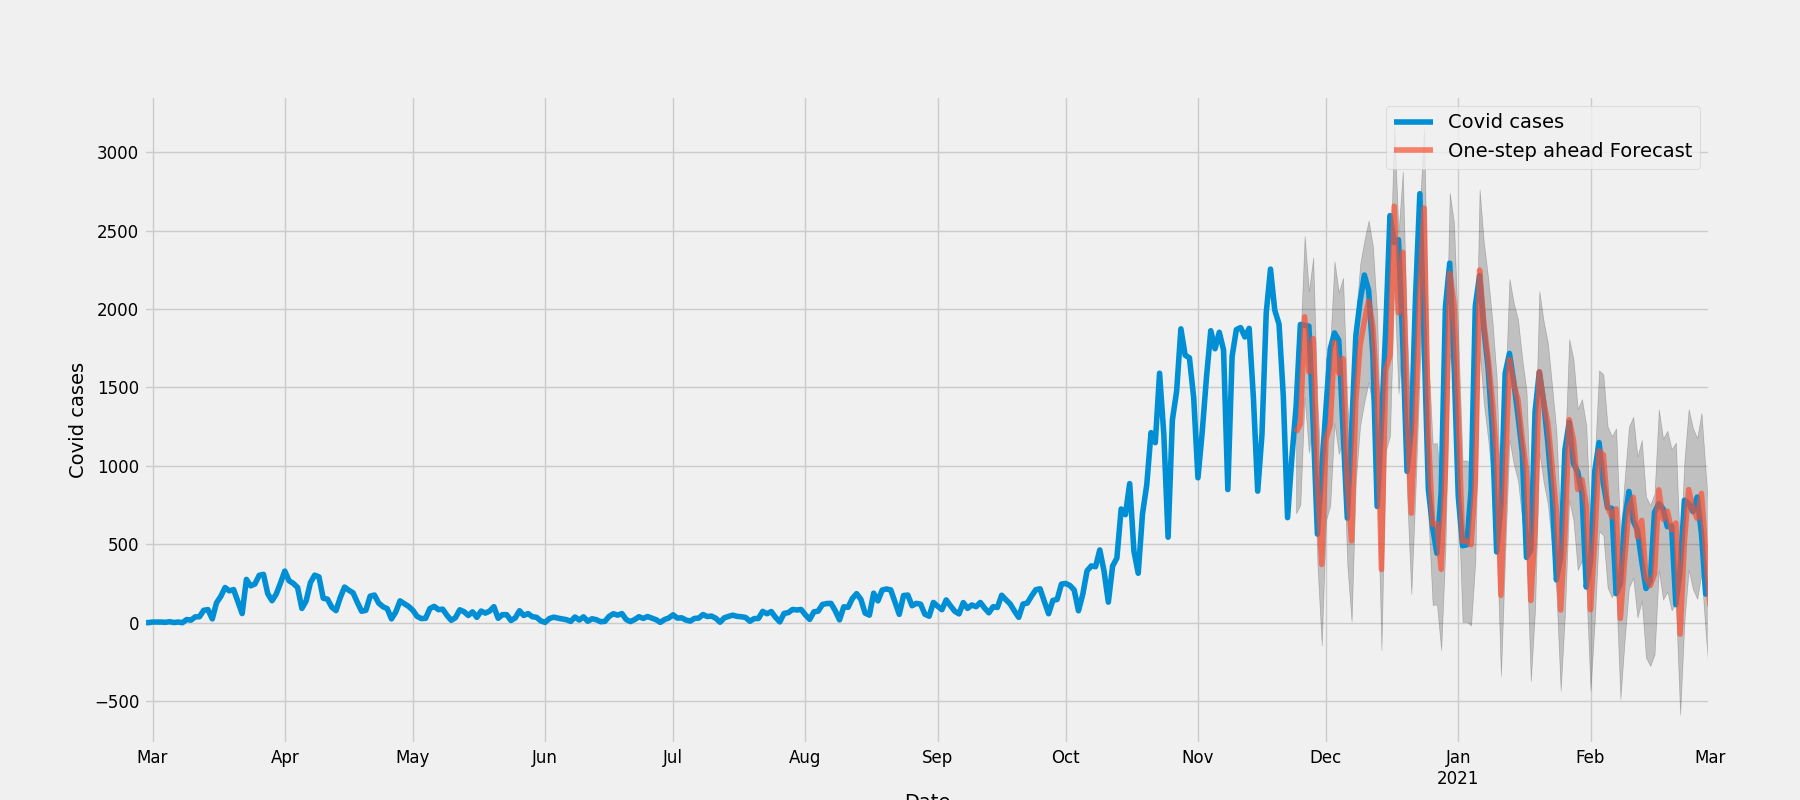 Covid cases
One-step ahead Forecast
3000
2500
2000
1500
1000
500
0
−500
Covid cases
Mar Apr May Jun Jul Aug Sep Oct Nov Dec Jan Feb Mar
2021
Date